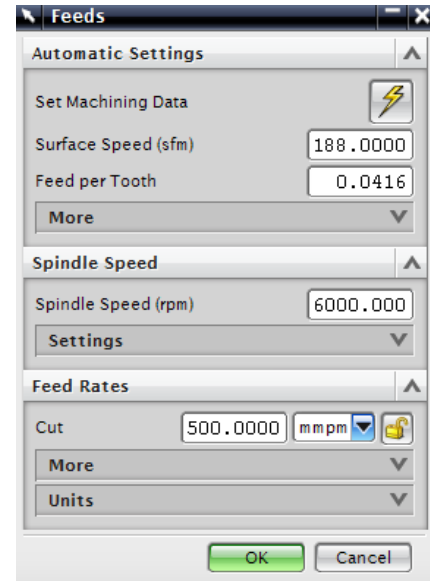 Feeds
Automatic Settings
Set Machining Data
Surface Speed (sfm) 188.0000
Feed per Tooth 0.0416
More
Spindle Speed
Spindle Speed (rpm) 6000.000
Settings
Feed Rates
Cut 500.0000 mmpm
More
Units
OK Cancel